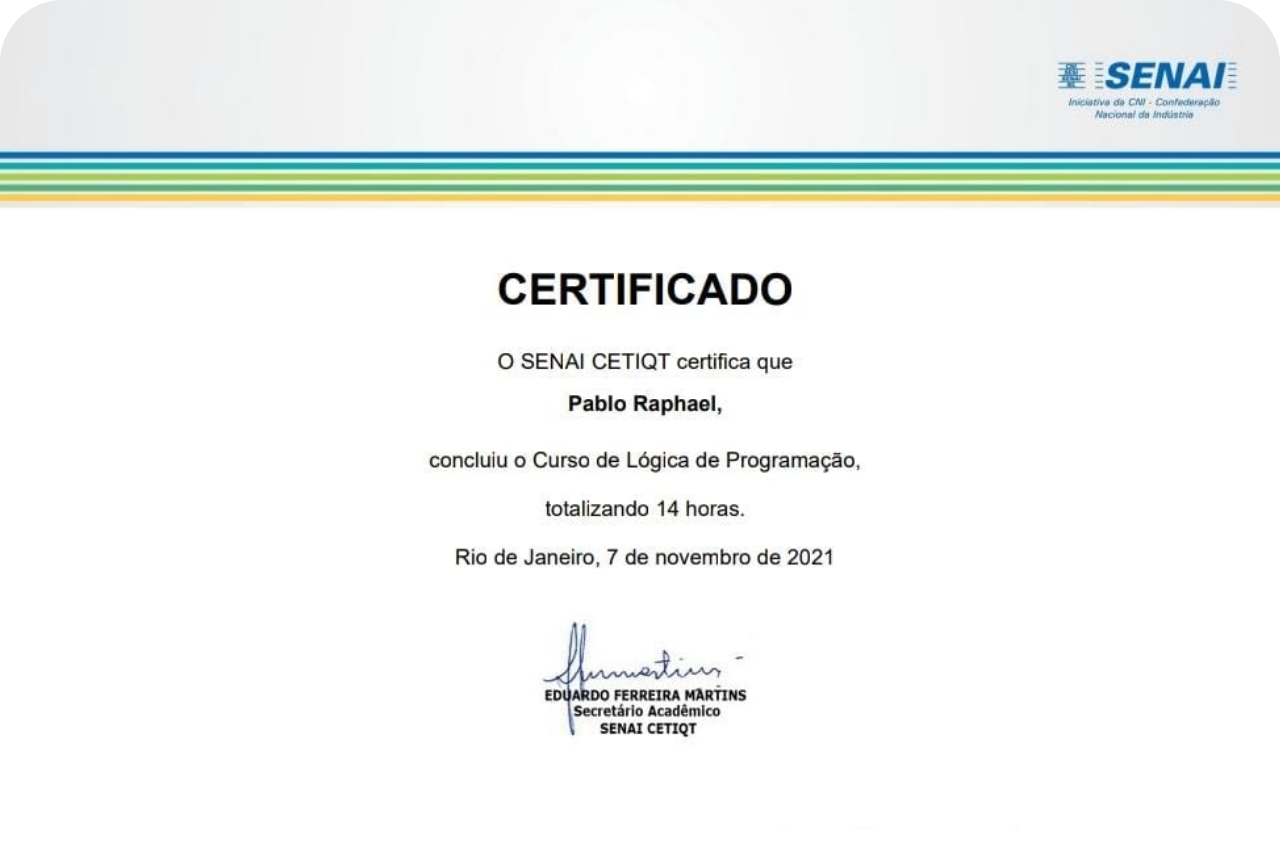 SENAI
Iniciativa da CNI - Confederação
Nacional da Indústria
CERTIFICADO
O SENAI CETIQT certifica que
Pablo Raphael,
concluiu o Curso de Lógica de Programação,
totalizando 14 horas.
Rio de Janeiro, 7 de novembro de 2021
EDUARDO FERREIRA MARTINS
Secretário Acadêmico
SENAI CETIQT